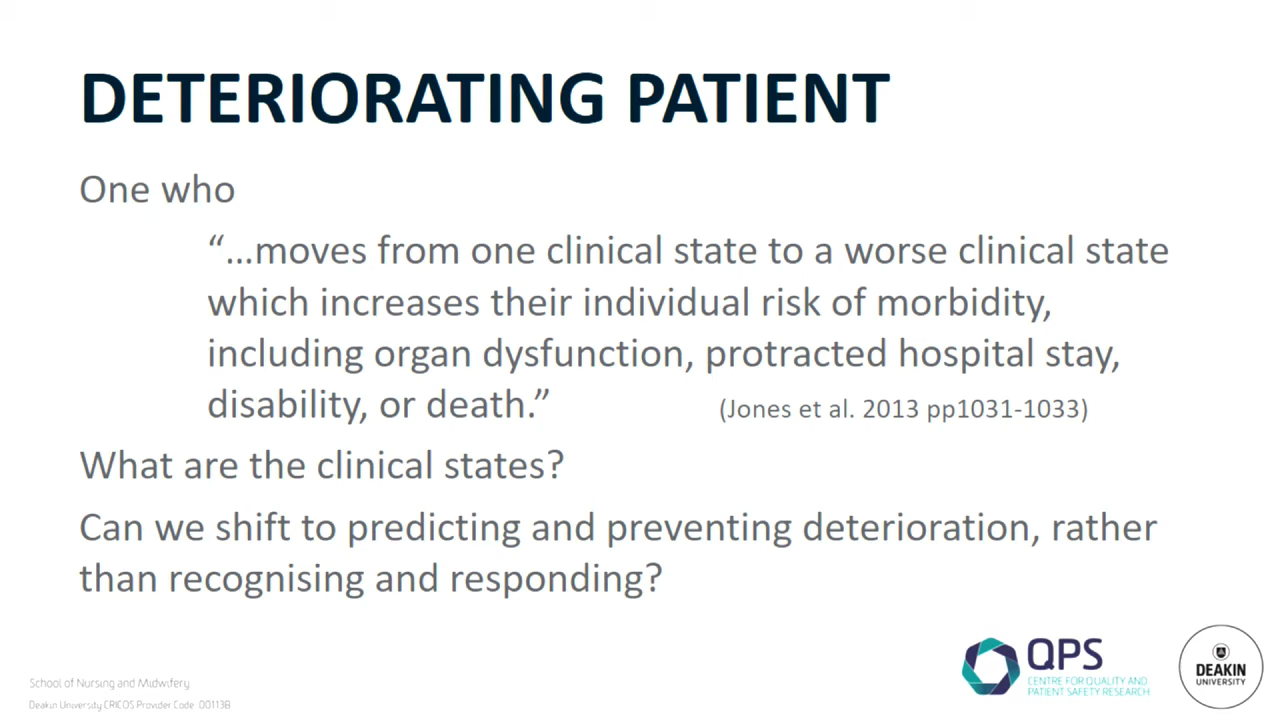 DETERIORATING PATIENT
One who
“…moves from one clinical state to a worse clinical state
which increases their individual risk of morbidity,
including organ dysfunction, protracted hospital stay,
disability, or death.” (Jones et al. 2013 pp1031-1033)
What are the clinical states?
Can we shift to predicting and preventing deterioration, rather
than recognising and responding?
QPS
CENTRE FOR QUALITY AND
PATIENT SAFETY RESEARCH
DEAKIN
UNIVERSITY
School of Nursing and Midwifery
Deakin University CRICOS Provider Code: 00113B